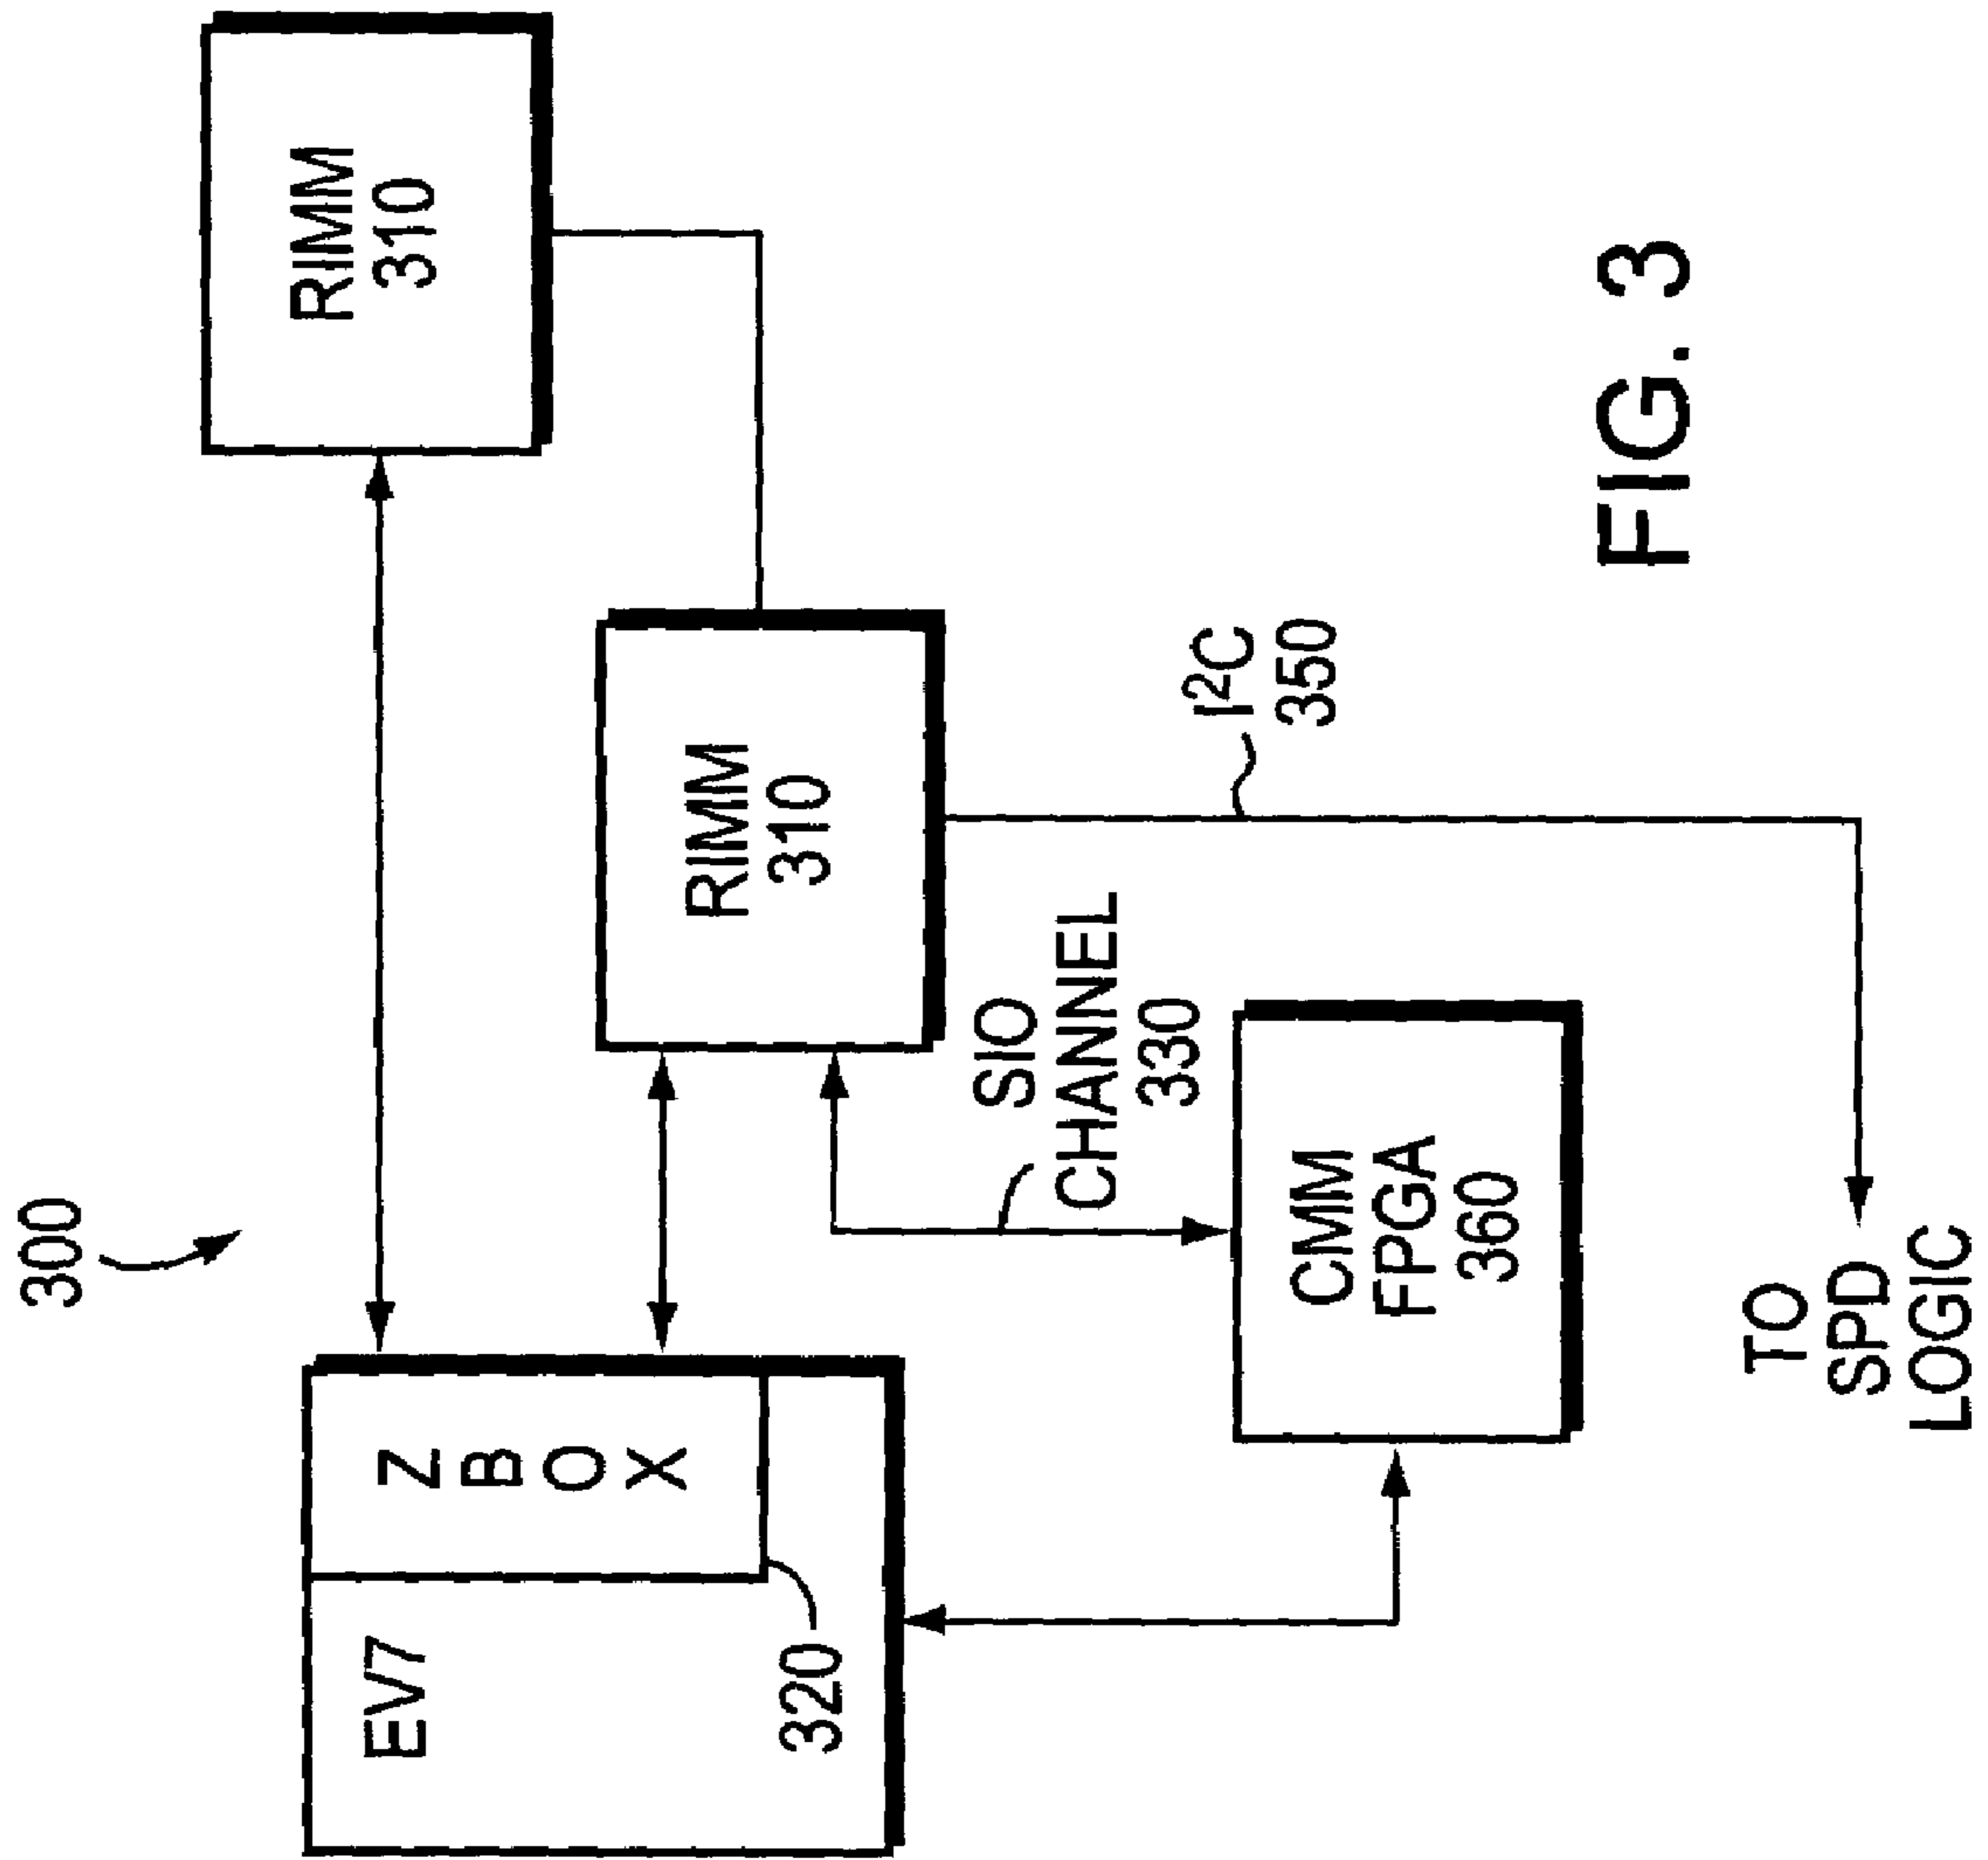 300
EV7
Z
B
O
X
320
RIMM
310
RIMM
310
SIO
CHANNEL
330
I²C
350
CMM
FPGA
360
TO
SPD
LOGIC
FIG. 3